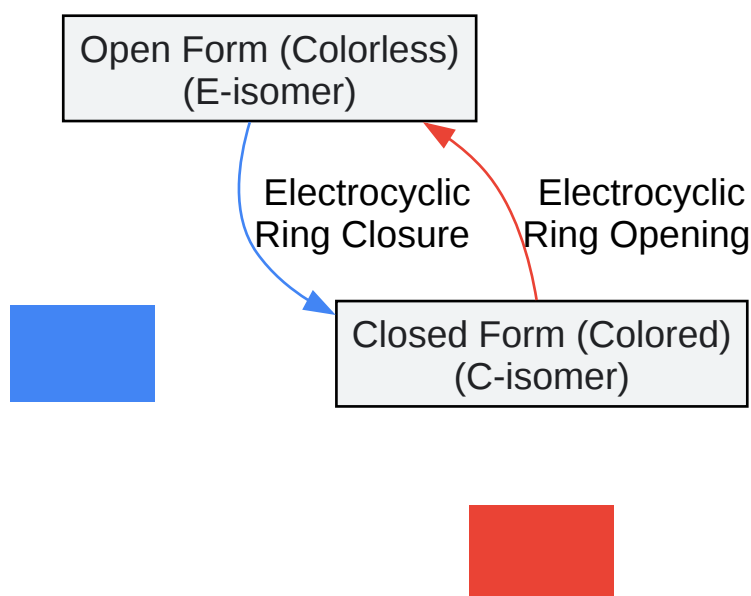 Open Form (Colorless)
(E-isomer)
Electrocyclic
Ring Closure
Electrocyclic
Ring Opening
Closed Form (Colored)
(C-isomer)